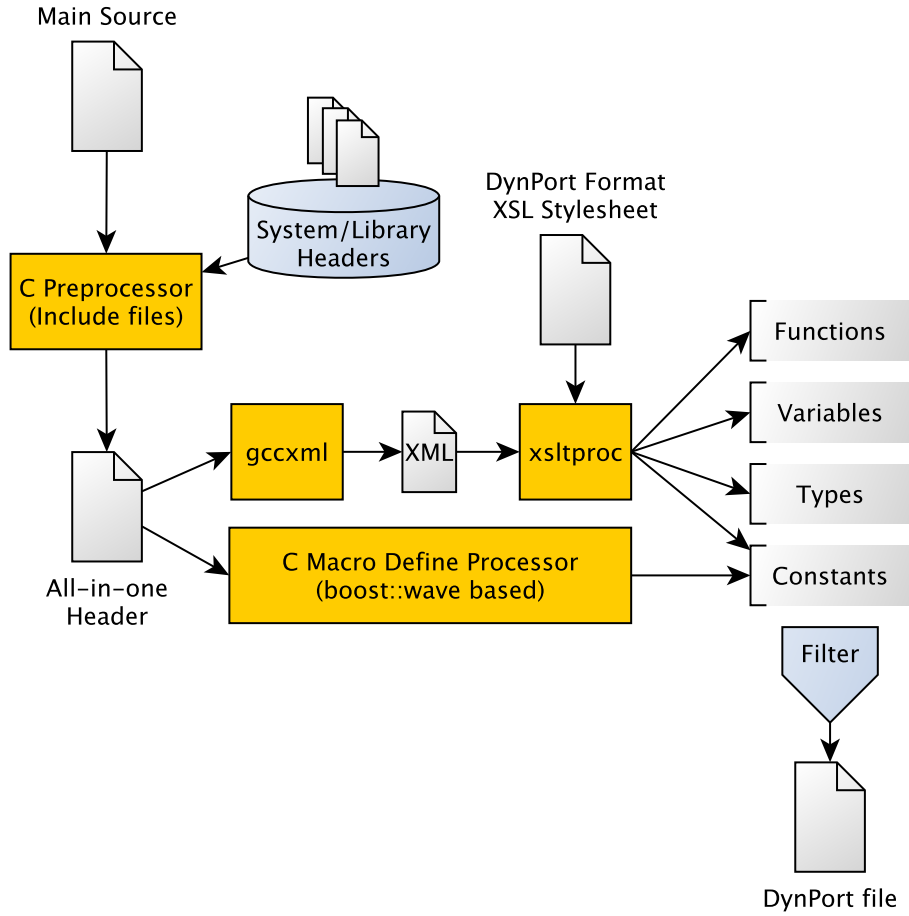 Main Source
System/Library
Headers
DynPort Format
XSL Stylesheet
C Preprocessor
(Include files)
Functions
Variables
gccxml
XML
xsltproc
Types
C Macro Define Processor
(boost::wave based)
Constants
All-in-one
Header
Filter
DynPort file